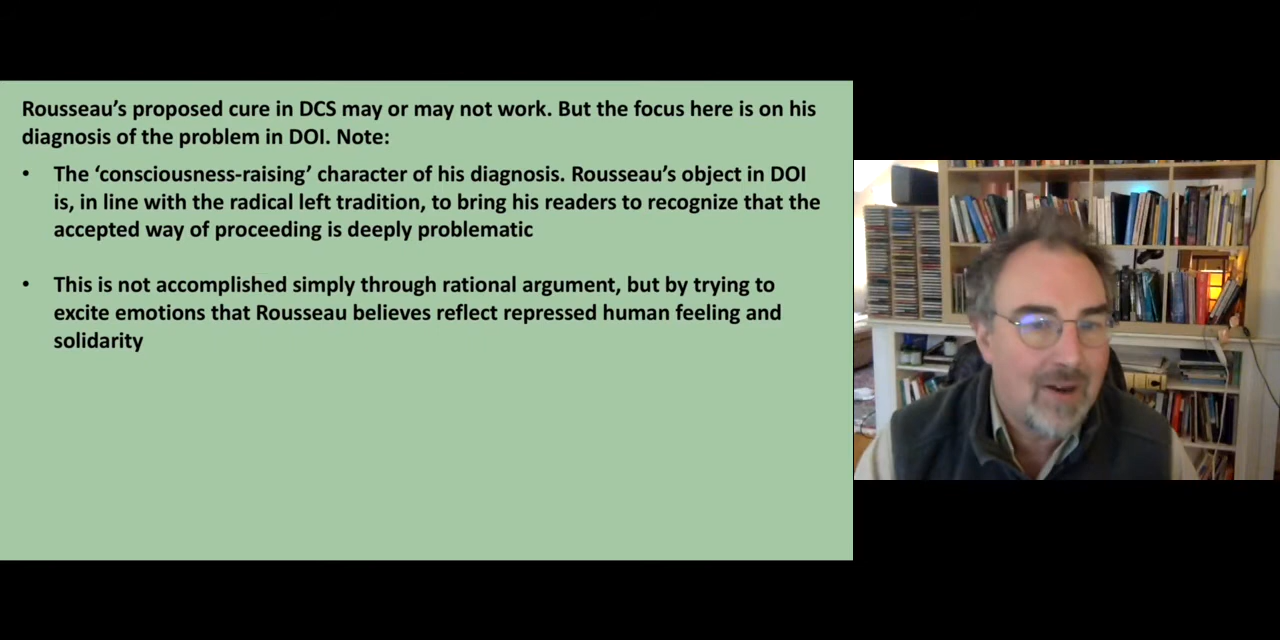 Rousseau’s proposed cure in DCS may or may not work. But the focus here is on his
diagnosis of the problem in DOI. Note:
• The ‘consciousness-raising’ character of his diagnosis. Rousseau’s object in DOI
is, in line with the radical left tradition, to bring his readers to recognize that the
accepted way of proceeding is deeply problematic
• This is not accomplished simply through rational argument, but by trying to
excite emotions that Rousseau believes reflect repressed human feeling and
solidarity